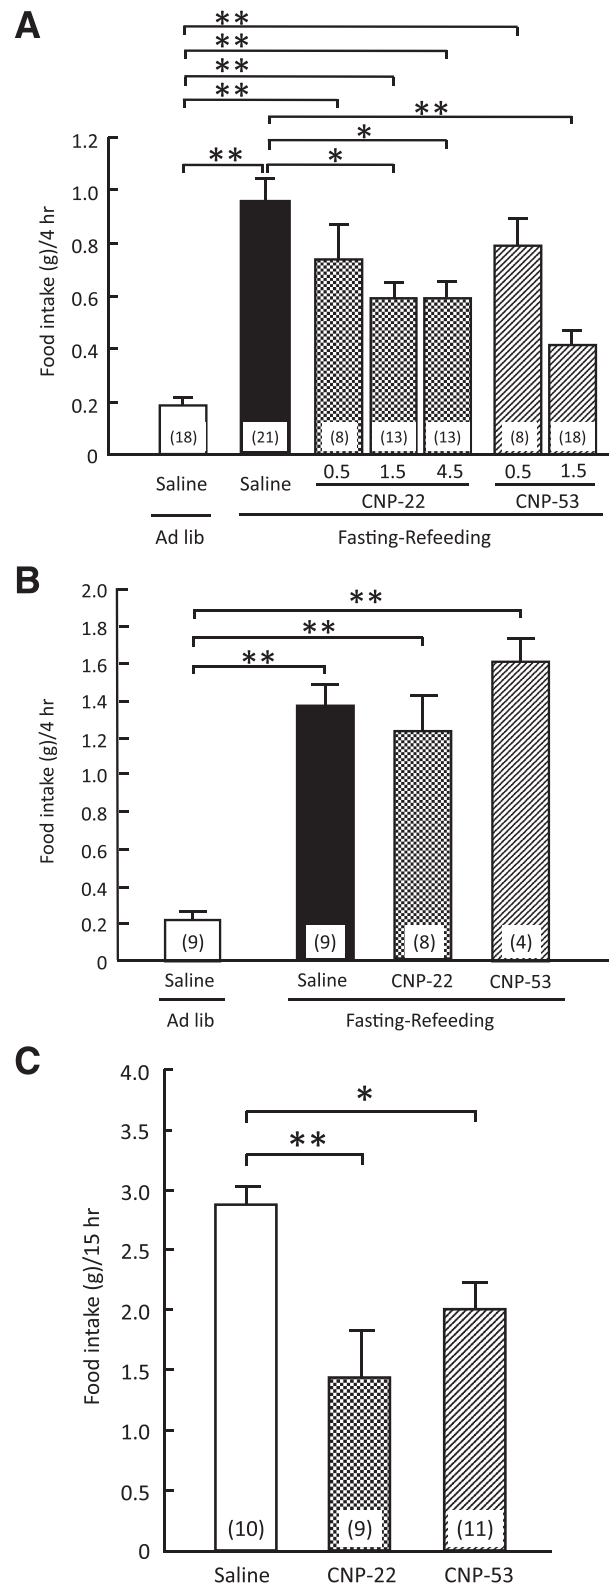 A
**
**
**
**
**
*
**
*
1.2
1.0
0.8
0.6
0.4
0.2
0
Food intake (g)/4 hr
(18) (21) (8) (13) (13) (8) (18)
0.5 1.5 4.5 0.5 1.5
Saline Saline CNP-22 CNP-53
Ad lib Fasting-Refeeding
B
2.0
1.8
1.6
1.4
1.2
1.0
0.8
0.6
0.4
0.2
0
Food intake (g)/4 hr
**
**
**
(9) (9) (8) (4)
Saline Saline CNP-22 CNP-53
Ad lib Fasting-Refeeding
C
4.0
3.5
3.0
2.5
2.0
1.5
1.0
0.5
0
Food intake (g)/15 hr
*
**
(10) (9) (11)
Saline CNP-22 CNP-53